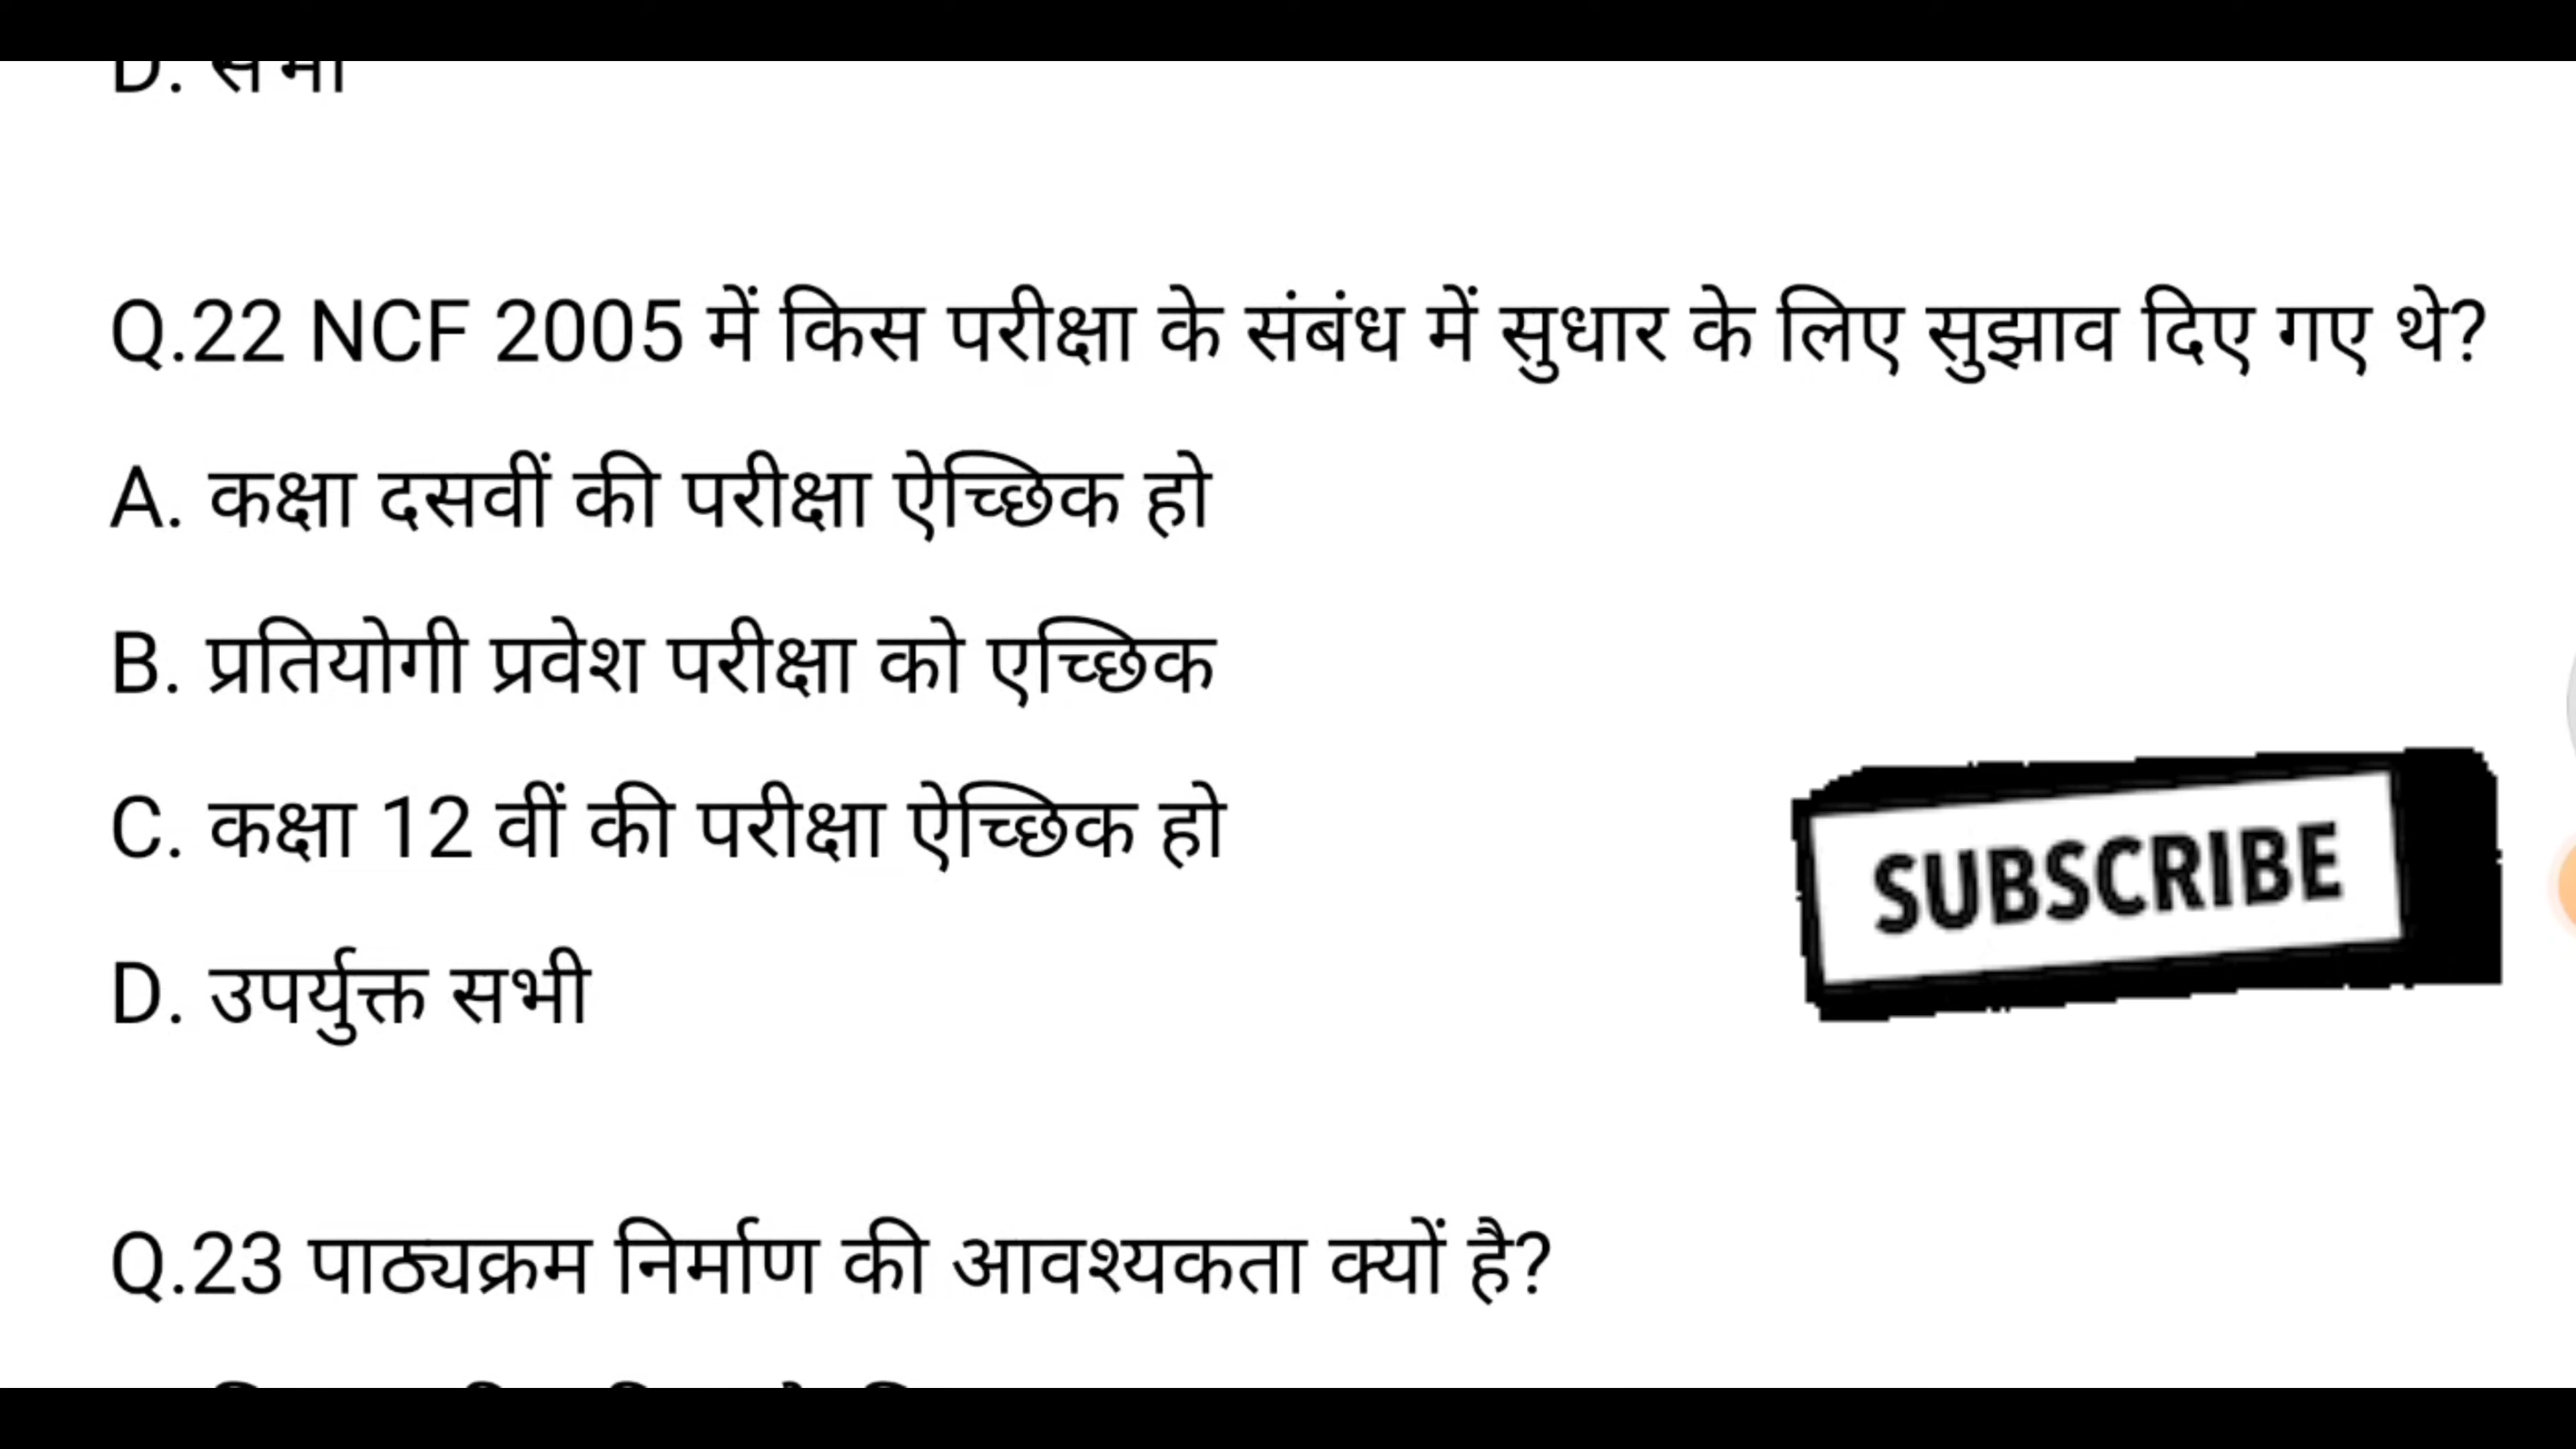 D. सभी
Q.22 NCF 2005 में किस परीक्षा के संबंध में सुधार के लिए सुझाव दिए गए थे?
A. कक्षा दसवीं की परीक्षा ऐच्छिक हो
B. प्रतियोगी प्रवेश परीक्षा को एच्छिक
C. कक्षा 12 वीं की परीक्षा ऐच्छिक हो
SUBSCRIBE
D. उपर्युक्त सभी
Q.23 पाठ्यक्रम निर्माण की आवश्यकता क्यों है?